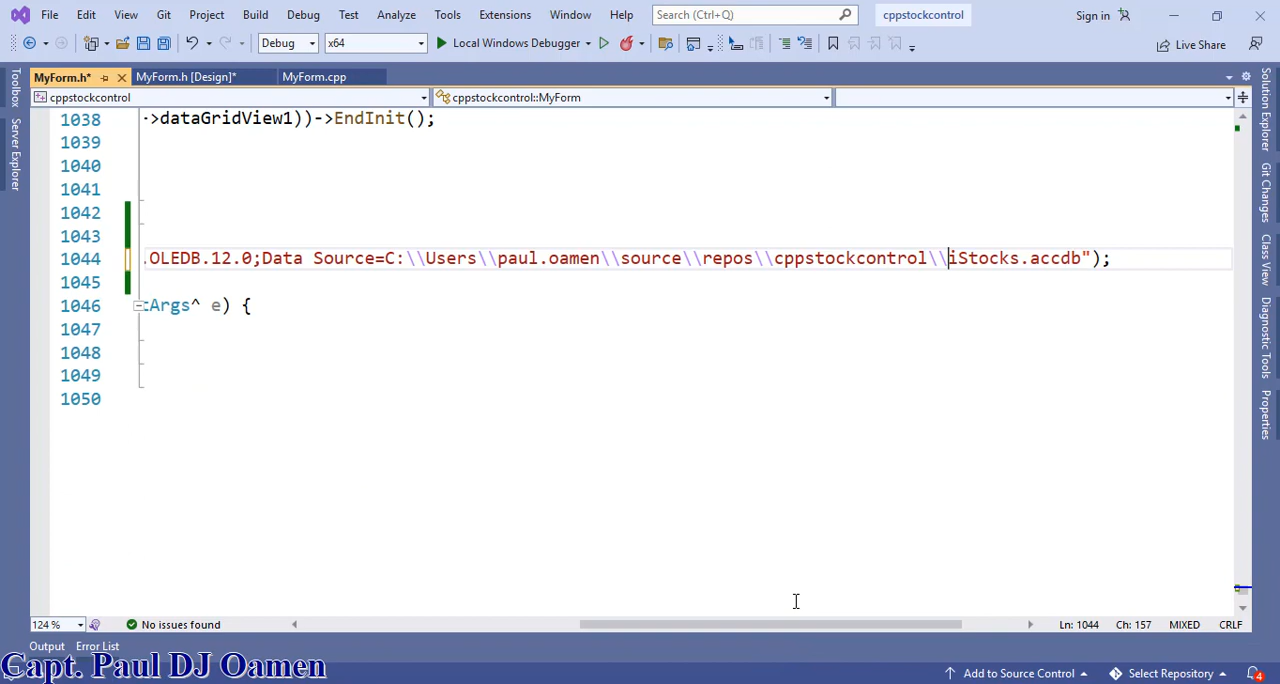 File Edit View Git Project Build Debug Test Analyze Tools Extensions Window Help Search (Ctrl+Q) cppstockcontrol Sign in
Debug x64 Local Windows Debugger Live Share
MyForm.h* MyForm.h [Design]* MyForm.cpp
cppstockcontrol cppstockcontrol::MyForm
Toolbox
Server Explorer
1038 ->dataGridView1))->EndInit();
1039
1040
1041
1042
1043
1044 .OLEDB.12.0;Data Source=C:\\Users\\paul.oamen\\source\\repos\\cppstockcontrol\\iStocks.accdb");
1045
1046 tArgs^ e) {
1047
1048
1049
1050
Solution Explorer
Git Changes
Class View
Diagnostic Tools
Properties
124 % No issues found Ln: 1044 Ch: 157 MIXED CRLF
Output Error List
Capt. Paul DJ Oamen
Add to Source Control Select Repository 4